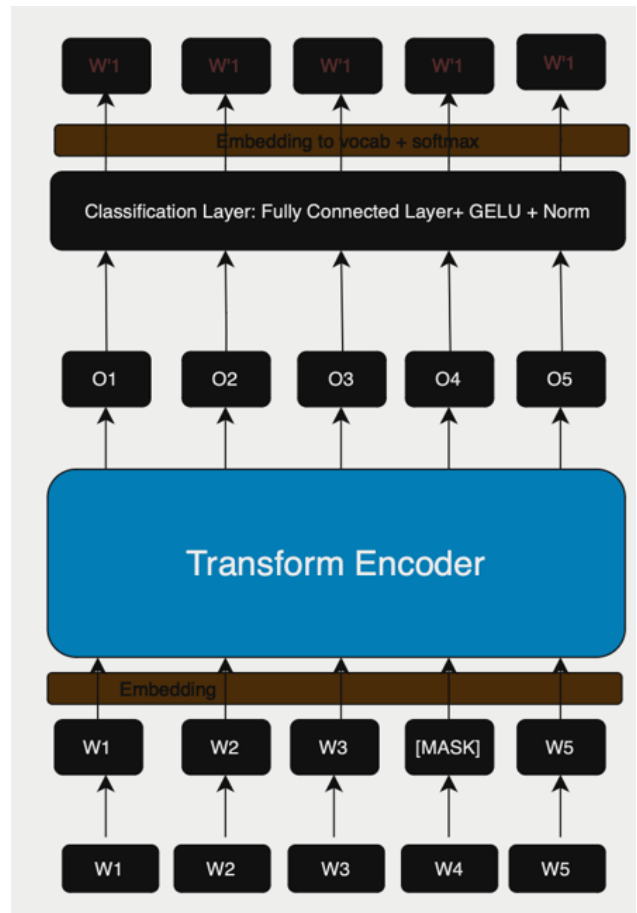 W'1 W'1 W'1 W'1 W'1
Embedding to vocab + softmax
Classification Layer: Fully Connected Layer+ GELU + Norm
O1 O2 O3 O4 O5
Transform Encoder
Embedding
W1 W2 W3 [MASK] W5
W1 W2 W3 W4 W5